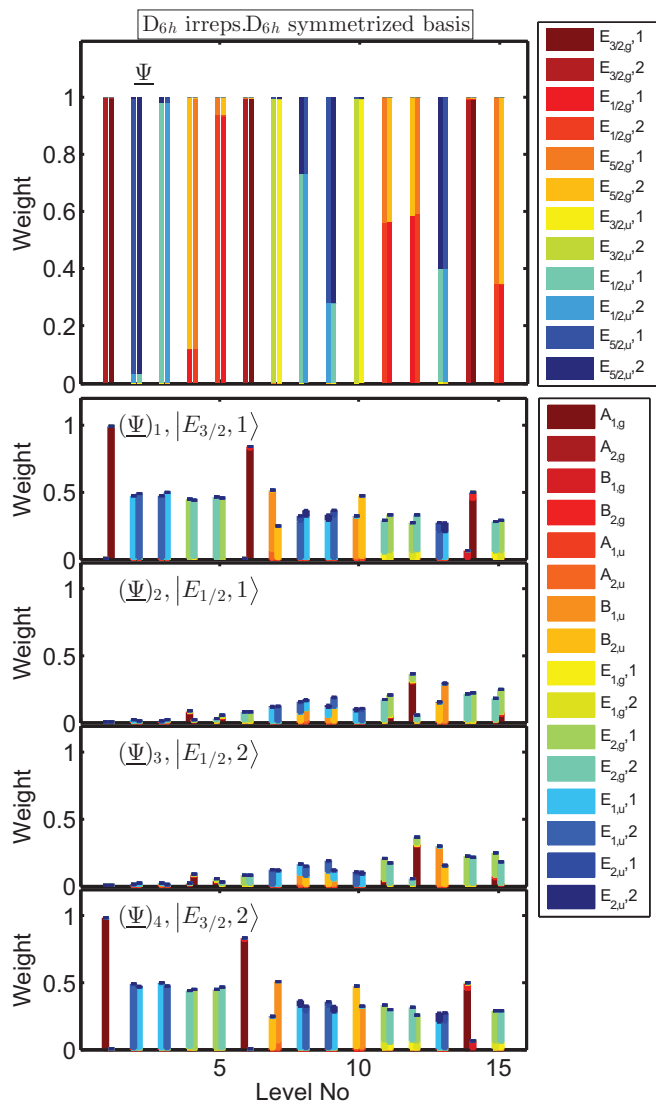 D6h irreps.D6h symmetrized basis
Ψ
Weight
1
0.8
0.6
0.4
0.2
0
E3/2,g,1
E3/2,g,2
E1/2,g,1
E1/2,g,2
E5/2,g,1
E5/2,g,2
E3/2,u,1
E3/2,u,2
E1/2,u,1
E1/2,u,2
E5/2,u,1
E5/2,u,2
(Ψ)1, |E3/2, 1⟩
Weight
1
0.5
0
(Ψ)2, |E1/2, 1⟩
Weight
1
0.5
0
(Ψ)3, |E1/2, 2⟩
Weight
1
0.5
0
(Ψ)4, |E3/2, 2⟩
Weight
1
0.5
0
5
10
15
Level No
A1,g
A2,g
B1,g
B2,g
A1,u
A2,u
B1,u
B2,u
E1,g,1
E1,g,2
E2,g,1
E2,g,2
E1,u,1
E1,u,2
E2,u,1
E2,u,2